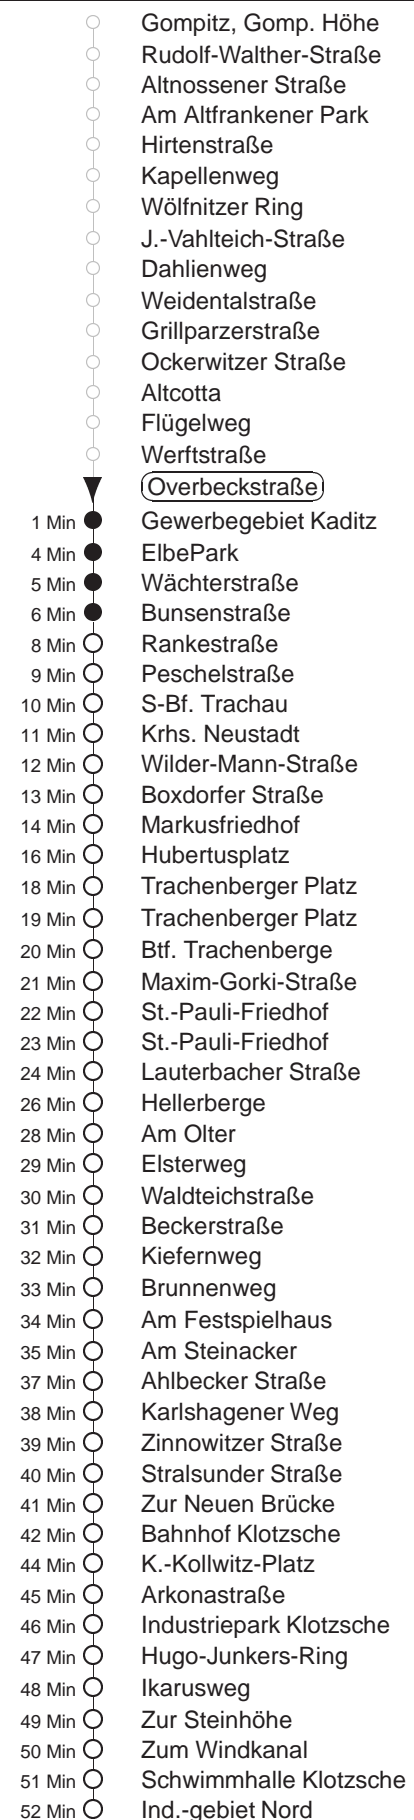 Gompitz, Gomp. Höhe
Rudolf-Walther-Straße
Altnossener Straße
Am Altfrankener Park
Hirtenstraße
Kapellenweg
Wölfnitzer Ring
J.-Vahlteich-Straße
Dahlienweg
Weidentalstraße
Grillparzerstraße
Ockerwitzer Straße
Altcotta
Flügelweg
Werftstraße
Overbeckstraße
1 Min Gewerbegebiet Kaditz
4 Min ElbePark
5 Min Wächterstraße
6 Min Bunsenstraße
8 Min Rankestraße
9 Min Peschelstraße
10 Min S-Bf. Trachau
11 Min Krhs. Neustadt
12 Min Wilder-Mann-Straße
13 Min Boxdorfer Straße
14 Min Markusfriedhof
16 Min Hubertusplatz
18 Min Trachenberger Platz
19 Min Trachenberger Platz
20 Min Btf. Trachenberge
21 Min Maxim-Gorki-Straße
22 Min St.-Pauli-Friedhof
23 Min St.-Pauli-Friedhof
24 Min Lauterbacher Straße
26 Min Hellerberge
28 Min Am Olter
29 Min Elsterweg
30 Min Waldteichstraße
31 Min Beckerstraße
32 Min Kiefernweg
33 Min Brunnenweg
34 Min Am Festspielhaus
35 Min Am Steinacker
37 Min Ahlbecker Straße
38 Min Karlshagener Weg
39 Min Zinnowitzer Straße
40 Min Stralsunder Straße
41 Min Zur Neuen Brücke
42 Min Bahnhof Klotzsche
44 Min K.-Kollwitz-Platz
45 Min Arkonastraße
46 Min Industriepark Klotzsche
47 Min Hugo-Junkers-Ring
48 Min Ikarusweg
49 Min Zur Steinhöhe
50 Min Zum Windkanal
51 Min Schwimmhalle Klotzsche
52 Min Ind.-gebiet Nord